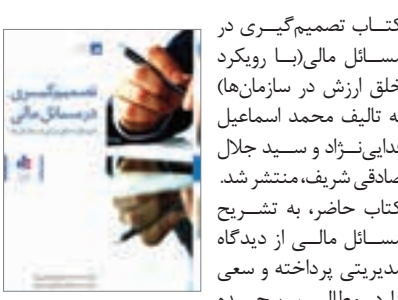 کتاب تصمیم‌گیری در
مسائل مالی(با رویکرد
خلق ارزش در سازمان‌ها)
به تالیف محمد اسماعیل
فدایی‌نژاد و سید جلال
صادقی شریف،منتشر شد.
کتاب حاضر، به تشریح
مسائل مالی از دیدگاه
مدیریتی پرداخته و سعی
تصمیم‌گیری
در مسائل مالی